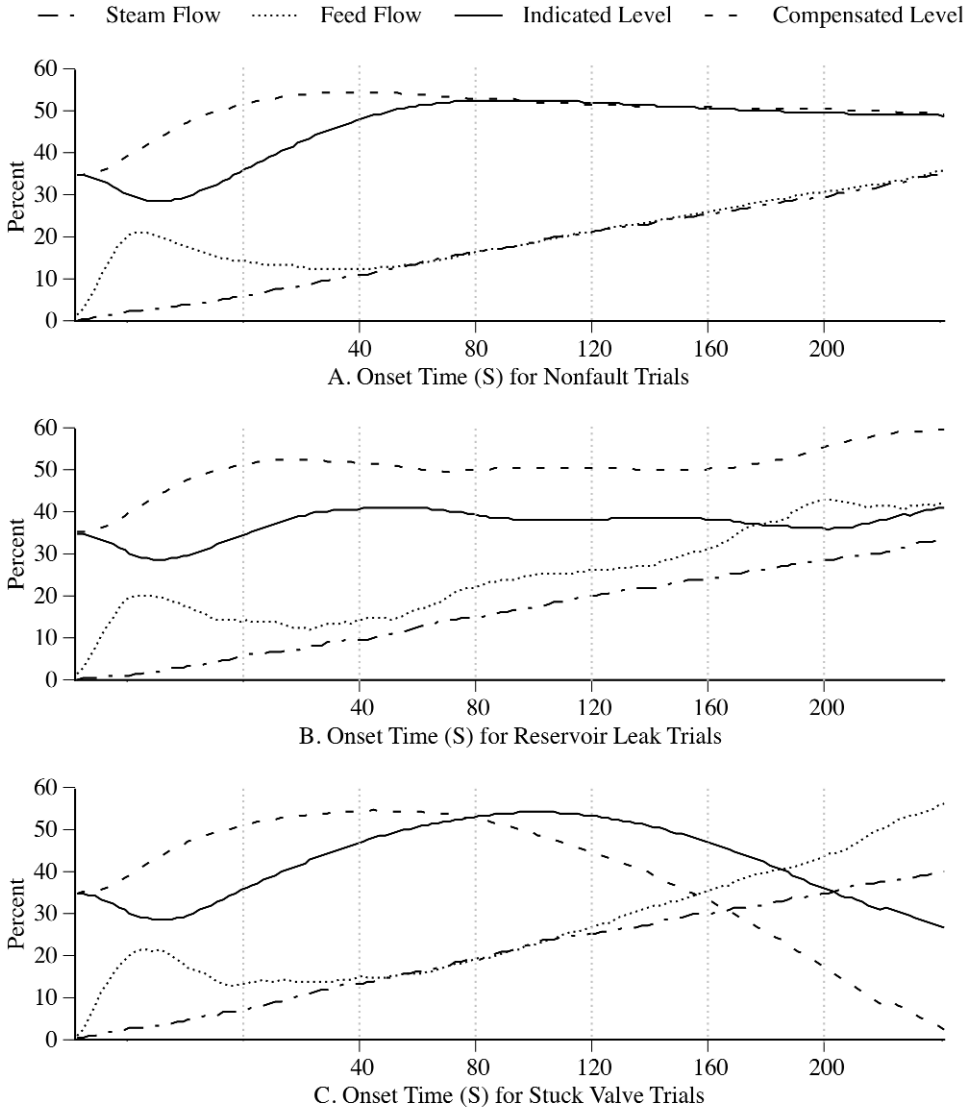 Steam Flow Feed Flow Indicated Level Compensated Level
60
50
40
30
20
10
0
Percent
40 80 120 160 200
A. Onset Time (S) for Nonfault Trials
60
50
40
30
20
10
0
Percent
40 80 120 160 200
B. Onset Time (S) for Reservoir Leak Trials
60
50
40
30
20
10
0
Percent
40 80 120 160 200
C. Onset Time (S) for Stuck Valve Trials